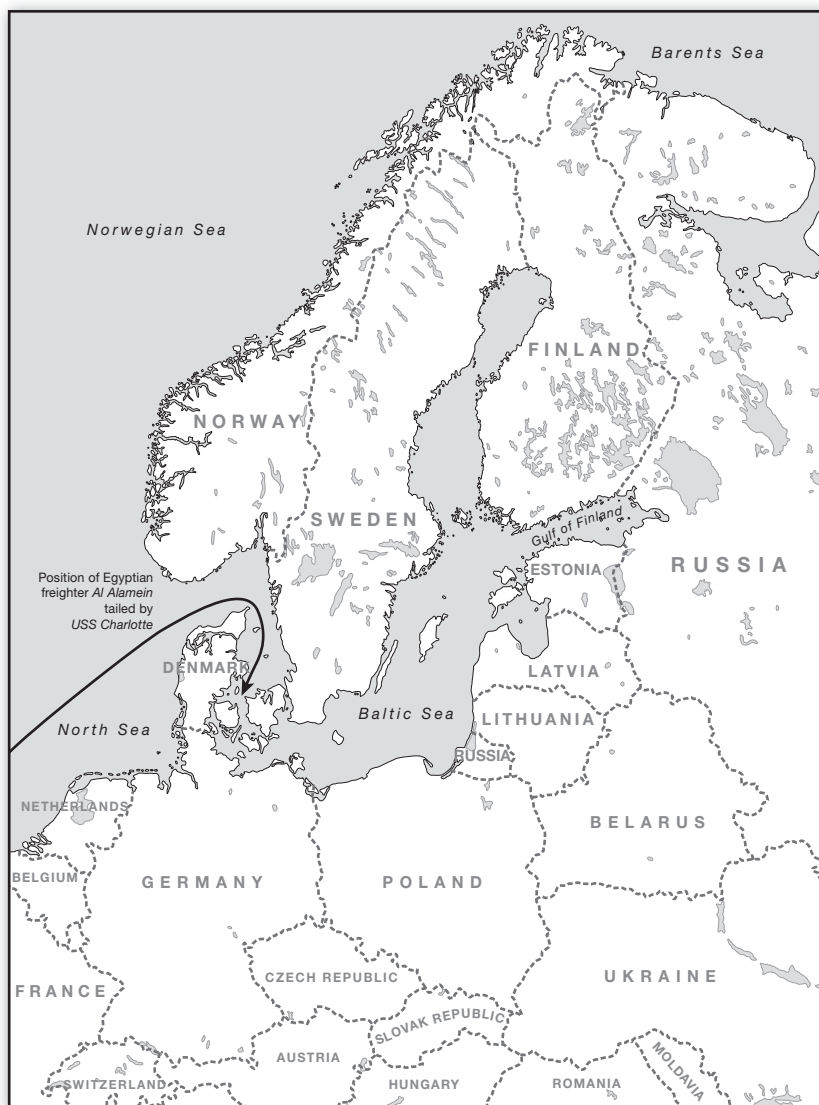 Barents Sea
Norwegian Sea
FINLAND
NORWAY
SWEDEN
Gulf of Finland
Position of Egyptian
freighter Al Alamein
tailed by
USS Charlotte
ESTONIA
RUSSIA
DENMARK
LATVIA
North Sea
Baltic Sea
LITHUANIA
RUSSIA
NETHERLANDS
BELARUS
BELGIUM
GERMANY
POLAND
CZECH REPUBLIC
UKRAINE
FRANCE
SLOVAK REPUBLIC
AUSTRIA
MOLDAVIA
SWITZERLAND
HUNGARY
ROMANIA